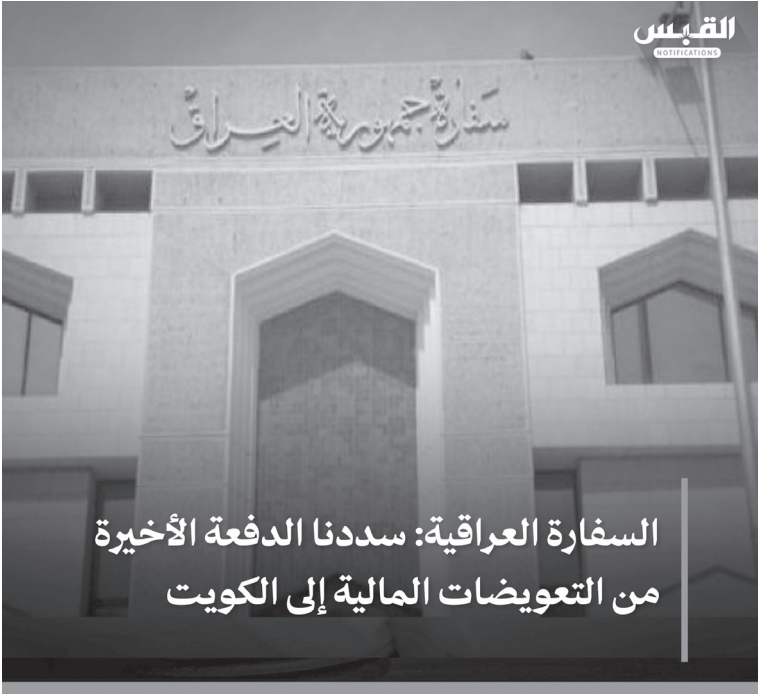 القبس
NOTIFICATIONS
سفارة جمهورية العراق
السفارة العراقية: سددنا الدفعة الأخيرة
من التعويضات المالية إلى الكويت